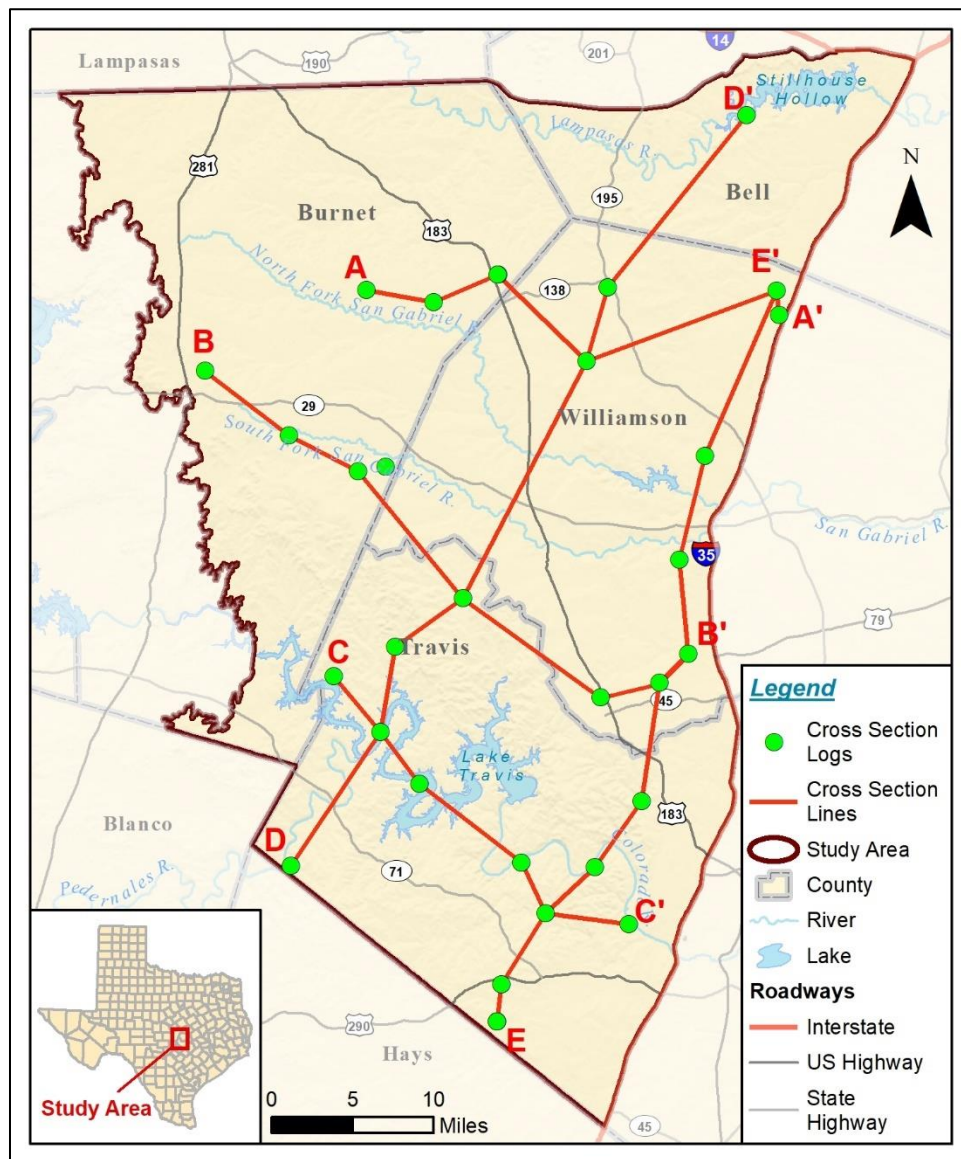 14
201
190
Lampasas
Stillhouse
Hollow
D'
Lampasas R.
N
281
195
Bell
Burnet
183
E'
A
138
North Fork San Gabriel R.
A'
B
29
Williamson
South Fork San Gabriel R.
San Gabriel R.
35
79
B'
Travis
C
45
Lake
Travis
183
Blanco
D
71
Pedernales R.
Colorado R.
C'
290
E
Hays
45
Study Area
0 5 10
Miles
Legend
Cross Section
Logs
Cross Section
Lines
Study Area
County
River
Lake
Roadways
Interstate
US Highway
State
Highway